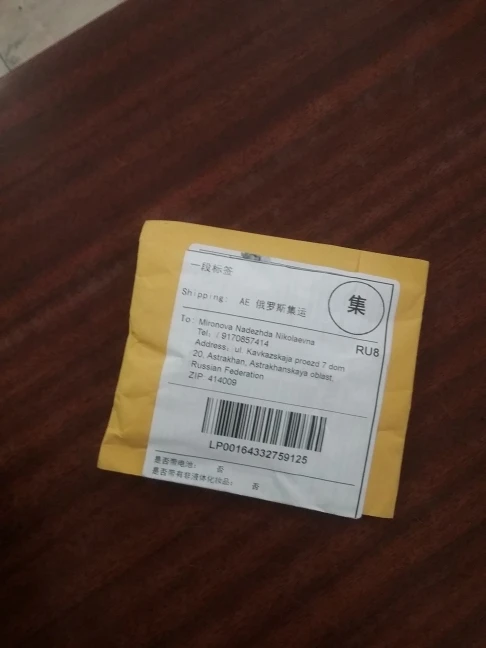 一段标签
集
Shipping: AE 俄罗斯集运
RU8
To: Mironova Nadezhda Nikolaevna
Tel: / 9170857414
Address: ul. Kavkazskaja proezd 7 dom
20, Astrakhan, Astrakhanskaya oblast,
Russian Federation
ZIP: 414009
LP00164332759125
是否带电池: 否
是否带有非液体化妆品: 否